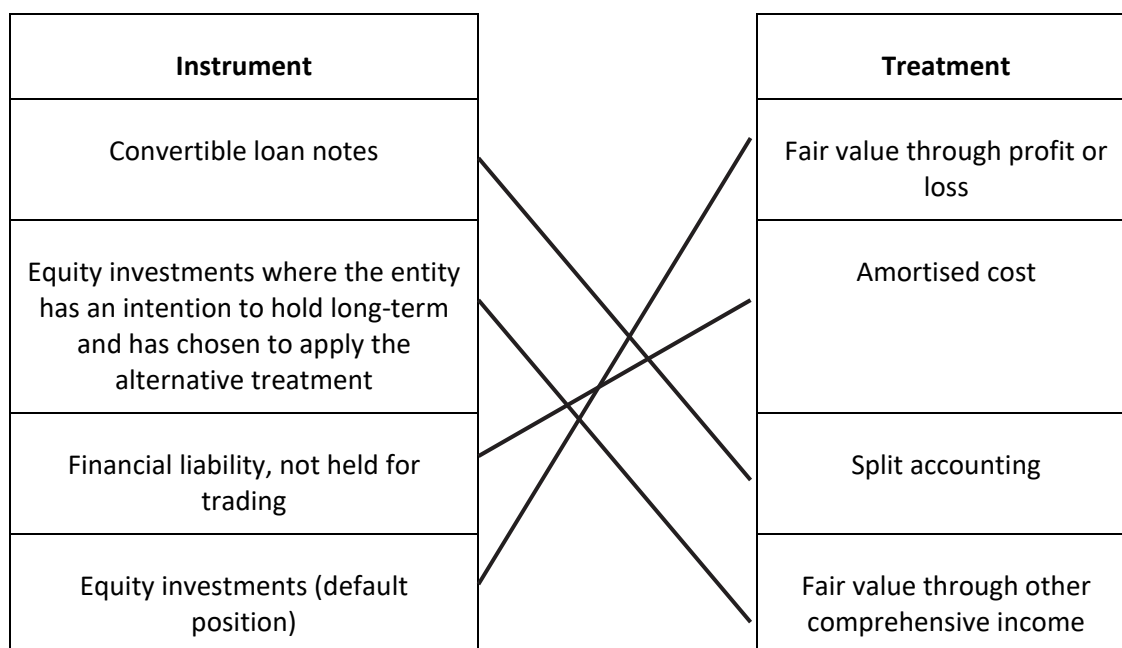 Instrument
Treatment
Convertible loan notes
Fair value through profit or
loss
Equity investments where the entity
has an intention to hold long-term
and has chosen to apply the
alternative treatment
Amortised cost
Financial liability, not held for
trading
Split accounting
Equity investments (default
position)
Fair value through other
comprehensive income